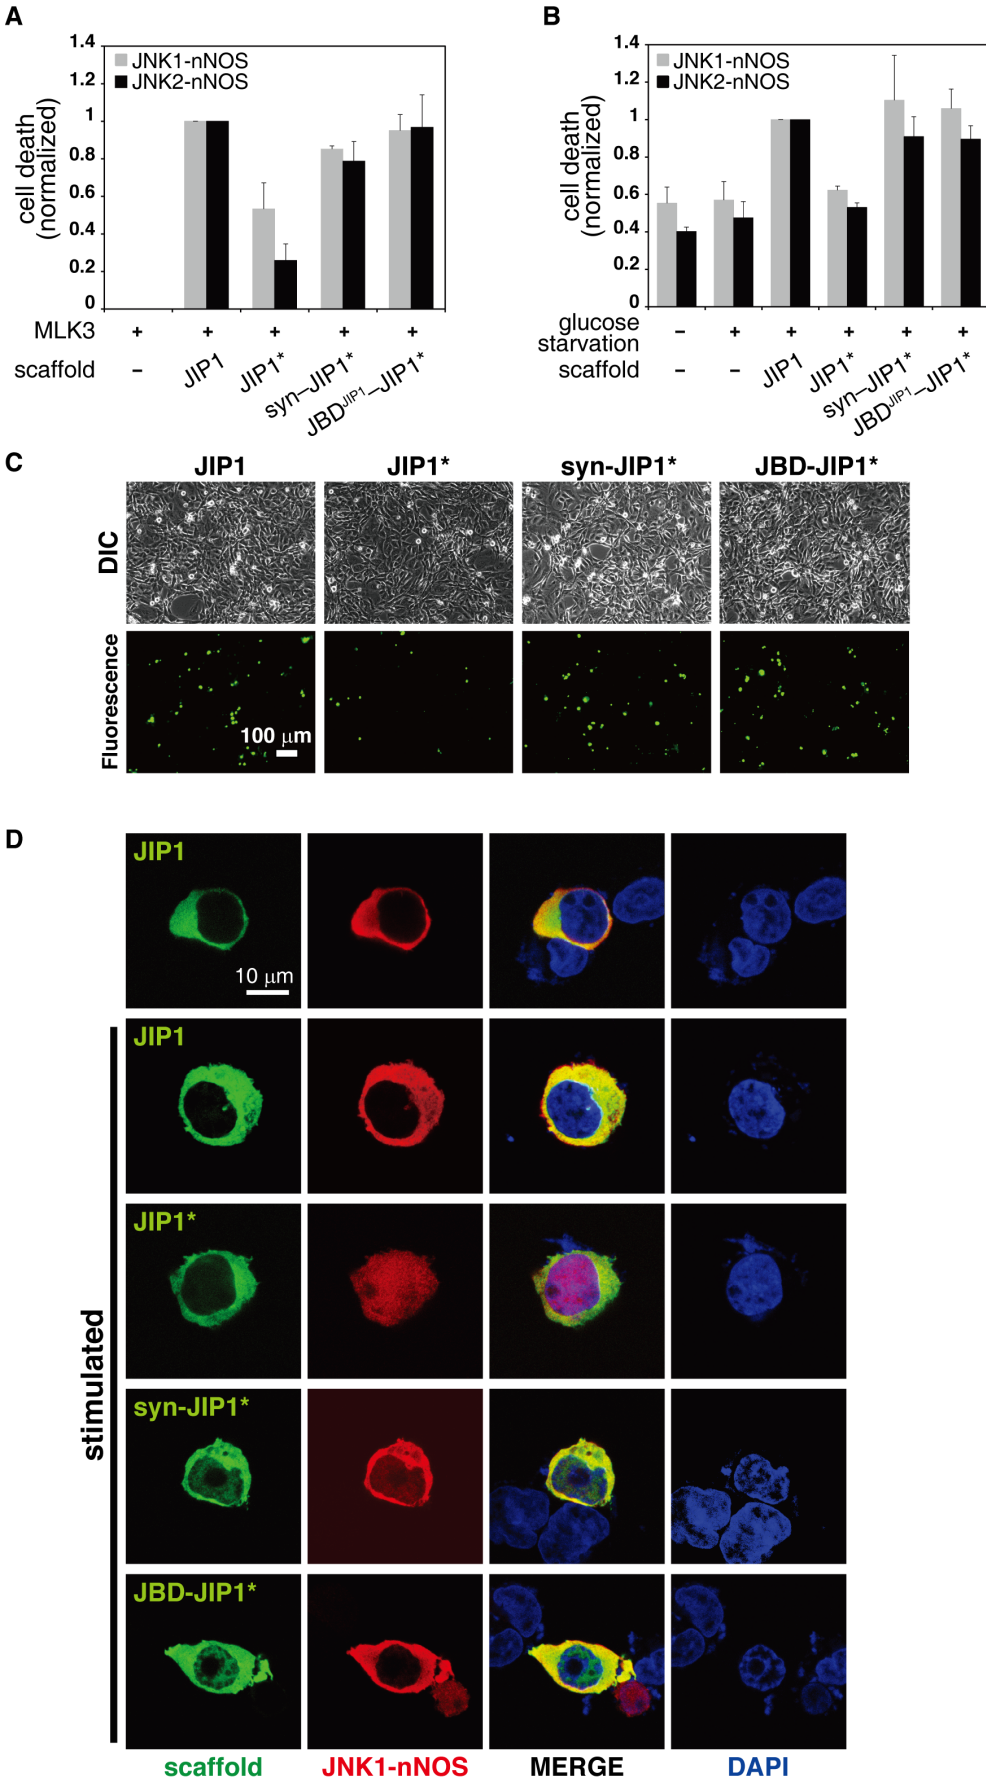 A
1.4
1.2
1
0.8
0.6
0.4
0.2
0
cell death
(normalized)
JNK1-nNOS
JNK2-nNOS
MLK3 + + + + +
scaffold – JIP1 JIP1* syn–JIP1* JBDJIP1–JIP1*
B
1.4
1.2
1
0.8
0.6
0.4
0.2
0
cell death
(normalized)
JNK1-nNOS
JNK2-nNOS
glucose
starvation – + + + + +
scaffold – – JIP1 JIP1* syn–JIP1* JBDJIP1–JIP1*
C
JIP1 JIP1* syn-JIP1* JBD-JIP1*
DIC
Fluorescence
100 μm
D
JIP1
10 μm
stimulated
JIP1
JIP1*
syn-JIP1*
JBD-JIP1*
scaffold JNK1-nNOS MERGE DAPI